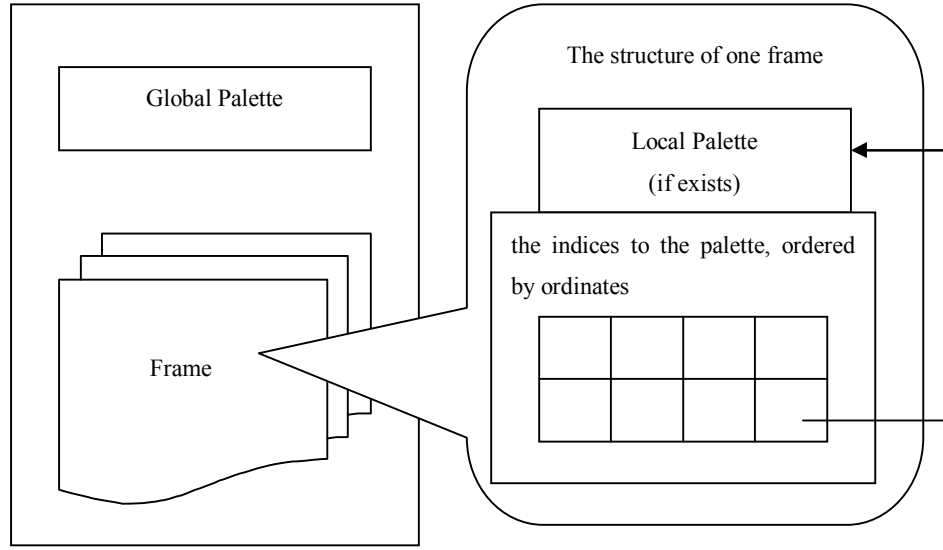 Global Palette
Frame
The structure of one frame
Local Palette
(if exists)
the indices to the palette, ordered
by ordinates